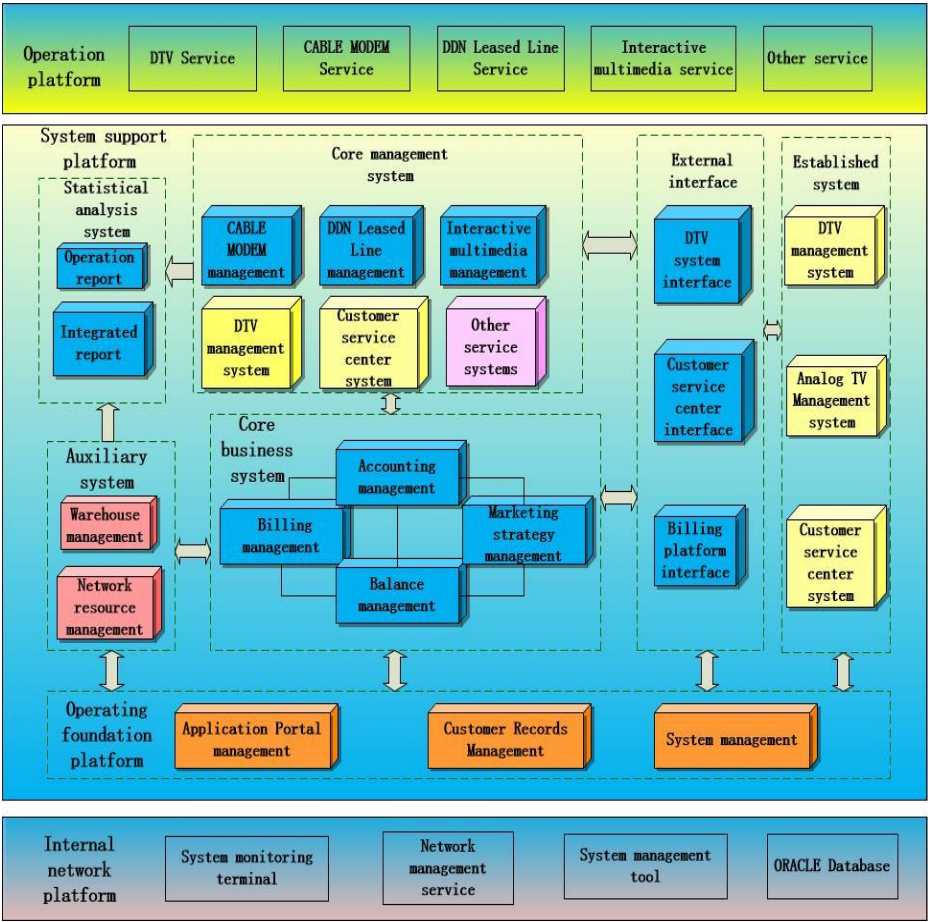 Operation
platform
DTV Service
CABLE MODEM
Service
DDN Leased Line
Service
Interactive
multimedia service
Other service
System support
platform
Statistical
analysis
system
Operation
report
Integrated
report
Core management
system
CABLE
MODEM
management
DDN Leased
Line
management
Interactive
multimedia
management
DTV
management
system
Customer
service
center
system
Other
service
systems
External
interface
DTV
system
interface
Customer
service
center
interface
Billing
platform
interface
Established
system
DTV
management
system
Analog TV
Management
system
Customer
service
center
system
Auxiliary
system
Warehouse
management
Network
resource
management
Core
business
system
Accounting
management
Billing
management
Marketing
strategy
management
Balance
management
Operating
foundation
platform
Application Portal
management
Customer Records
Management
System management
Internal
network
platform
System monitoring
terminal
Network
management
service
System management
tool
ORACLE Database